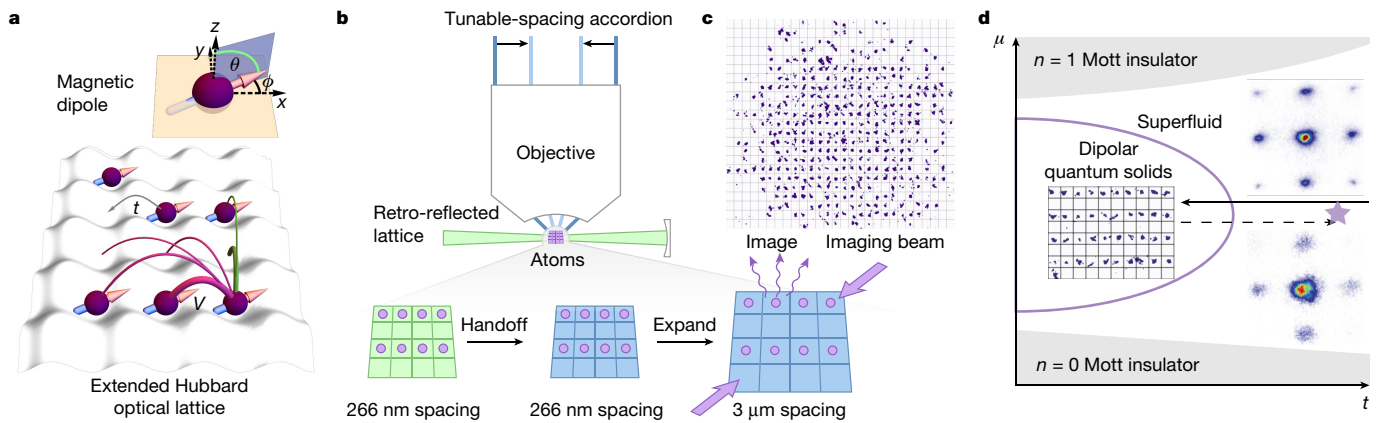 a
z
y
θ
ϕ
x
Magnetic
dipole
t
V
Extended Hubbard
optical lattice
b
Tunable-spacing accordion
Objective
Retro-reflected
lattice
Atoms
Handoff
Expand
266 nm spacing
266 nm spacing
3 μm spacing
c
Image
Imaging beam
d
μ
n = 1 Mott insulator
Superfluid
Dipolar
quantum solids
n = 0 Mott insulator
t